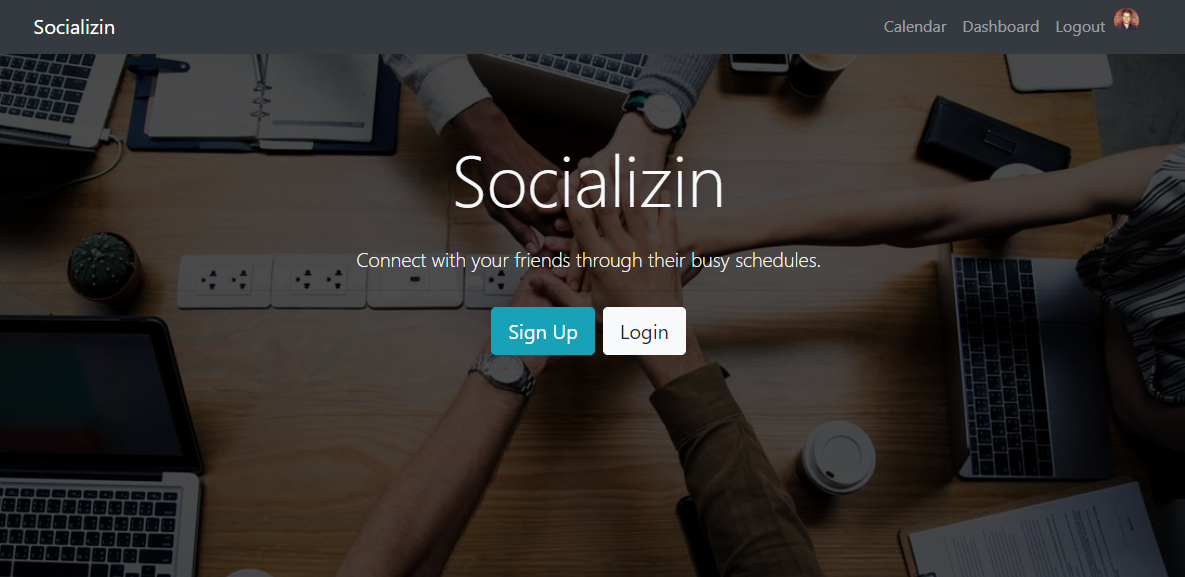 Socializin Calendar Dashboard Logout
Socializin
Connect with your friends through their busy schedules.
Sign Up Login